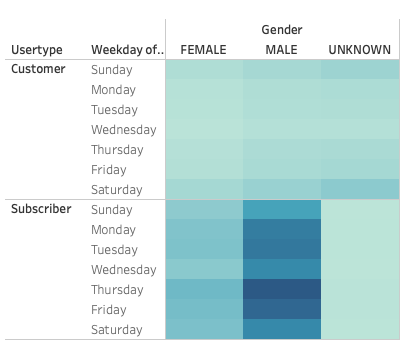 Gender
Usertype Weekday of.. FEMALE MALE UNKNOWN
Customer Sunday
Monday
Tuesday
Wednesday
Thursday
Friday
Saturday
Subscriber Sunday
Monday
Tuesday
Wednesday
Thursday
Friday
Saturday